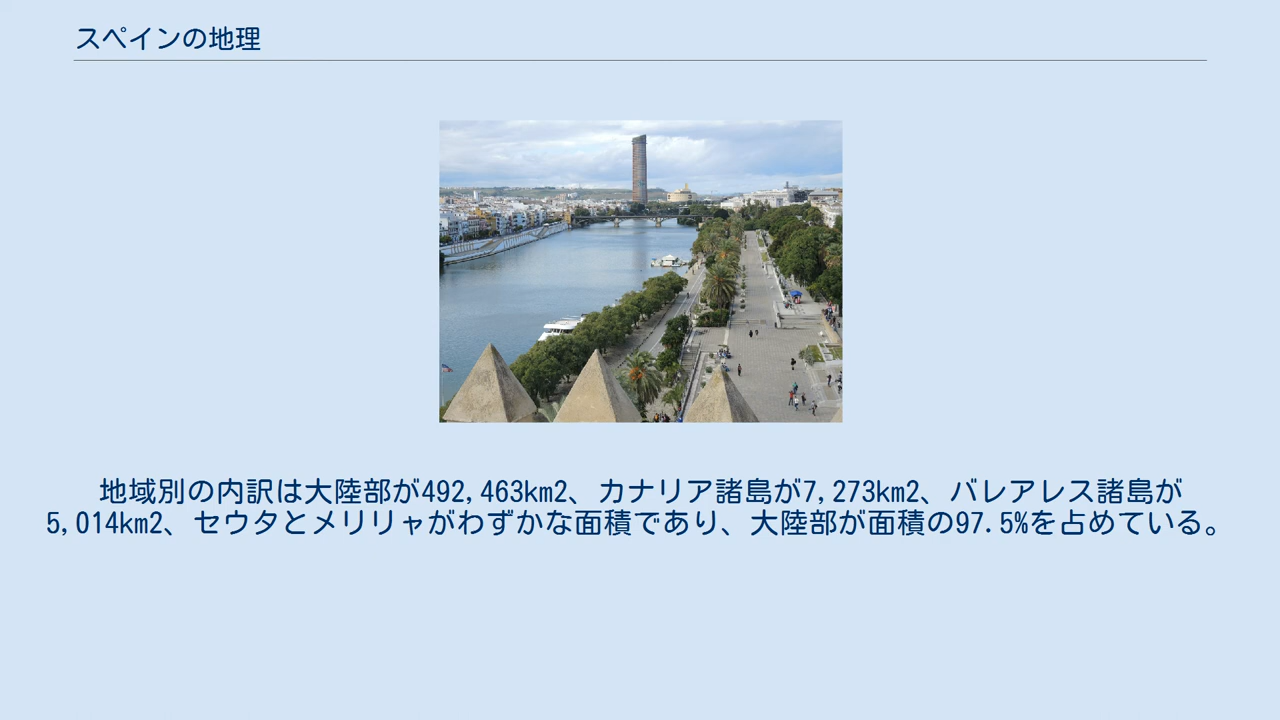 スペインの地理
地域別の内訳は大陸部が492,463km2、カナリア諸島が7,273km2、バレアレス諸島が
5,014km2、セウタとメリリャがわずかな面積であり、大陸部が面積の97.5%を占めている。